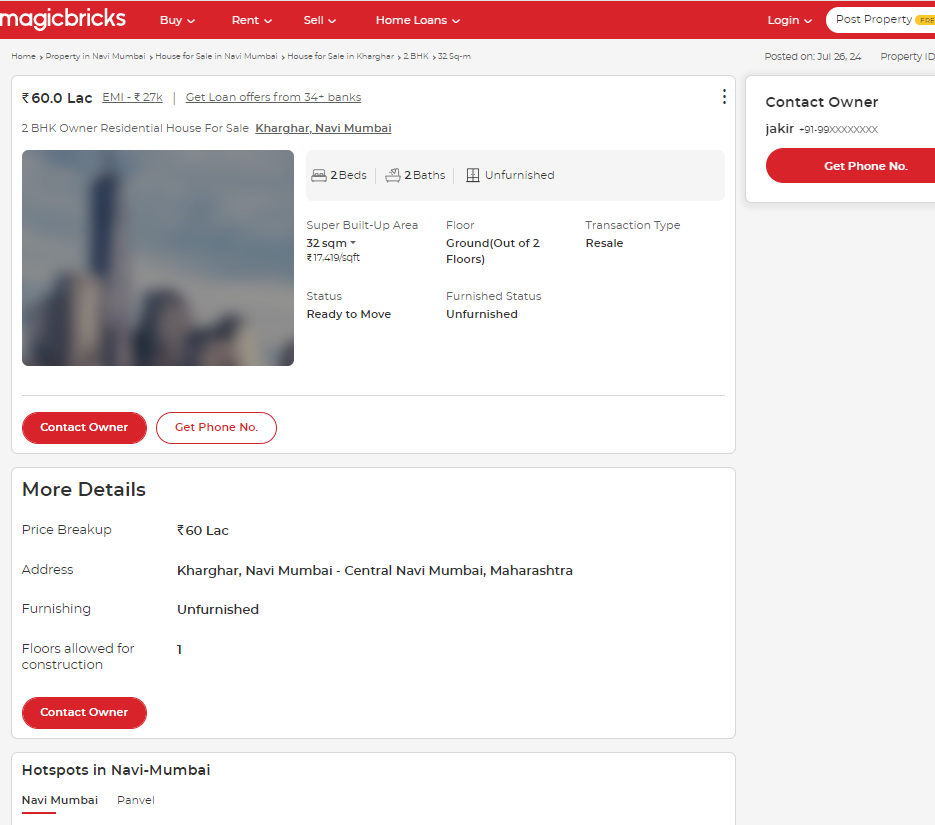 magicbricks Buy Rent Sell Home Loans Login Post Property FRE
Home > Property in Navi Mumbai > House for Sale in Navi Mumbai > House for Sale in Kharghar > 2 BHK > 32 Sq-m Posted on: Jul 26, 24 Property ID
₹60.0 Lac EMI - ₹ 27k | Get Loan offers from 34+ banks
2 BHK Owner Residential House For Sale Kharghar, Navi Mumbai
2 Beds 2 Baths Unfurnished
Super Built-Up Area
32 sqm
₹17,419/sqft
Floor
Ground(Out of 2
Floors)
Transaction Type
Resale
Status
Ready to Move
Furnished Status
Unfurnished
Contact Owner Get Phone No.
Contact Owner
jakir +91-99XXXXXXXX
Get Phone No.
More Details
Price Breakup ₹60 Lac
Address Kharghar, Navi Mumbai - Central Navi Mumbai, Maharashtra
Furnishing Unfurnished
Floors allowed for 1
construction
Contact Owner
Hotspots in Navi-Mumbai
Navi Mumbai Panvel